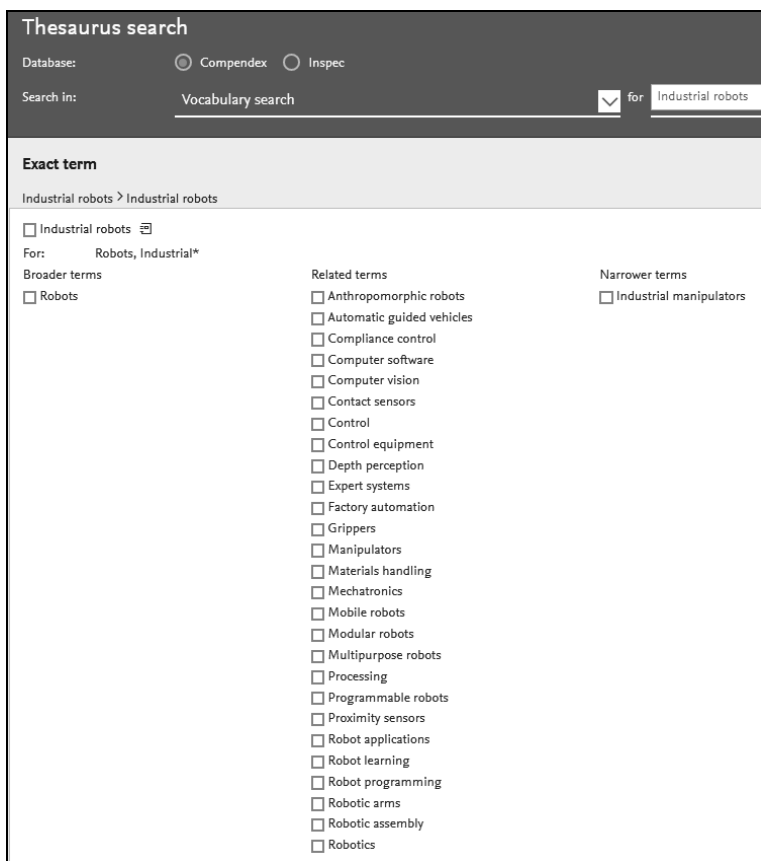 Thesaurus search
Database: Compendex Inspec
Search in: Vocabulary search for Industrial robots
Exact term
Industrial robots > Industrial robots
Industrial robots
For: Robots, Industrial*
Broader terms Related terms Narrower terms
Robots Anthropomorphic robots Industrial manipulators
Automatic guided vehicles
Compliance control
Computer software
Computer vision
Contact sensors
Control
Control equipment
Depth perception
Expert systems
Factory automation
Grippers
Manipulators
Materials handling
Mechatronics
Mobile robots
Modular robots
Multipurpose robots
Processing
Programmable robots
Proximity sensors
Robot applications
Robot learning
Robot programming
Robotic arms
Robotic assembly
Robotics